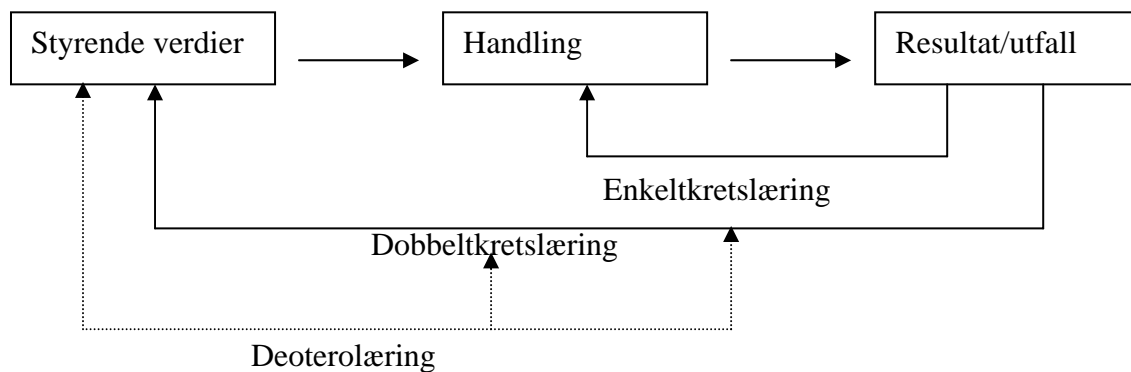 Styrende verdier
Handling
Resultat/utfall
Enkeltkretslæring
Dobbeltkretslæring
Deoterolæring